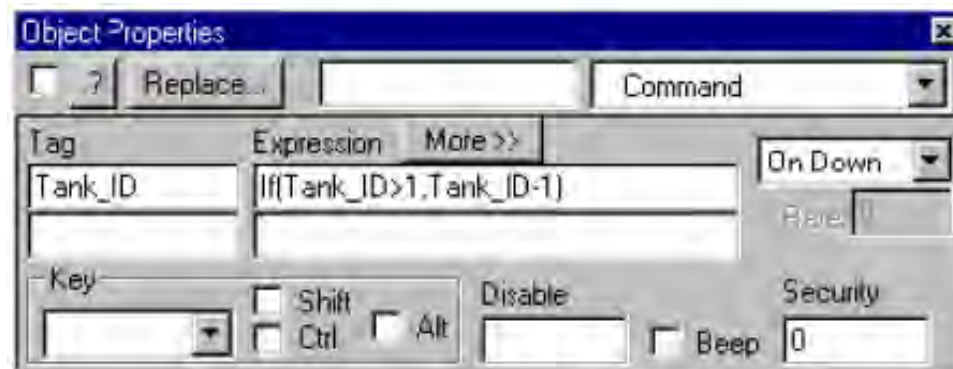 Object Properties
? Replace... Command
Tag Expression More >>
On Down
Tank_ID If(Tank_ID>1,Tank_ID-1)
Key
Shift
Ctrl
Alt
Disable
Beep
Security
0